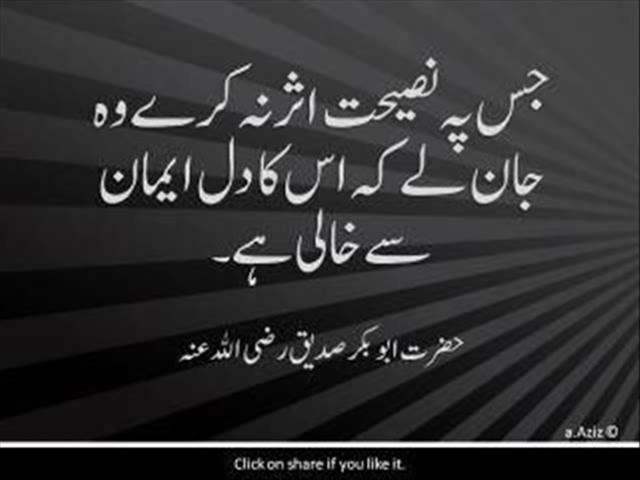 جس پہ نصیحت اثر نہ کرے وہ
جان لے کہ اس کا دل ایمان
سے خالی ہے۔
حضرت ابو بکر صدیق رضی اللہ عنہ
a.Aziz ©
Click on share if you like it.